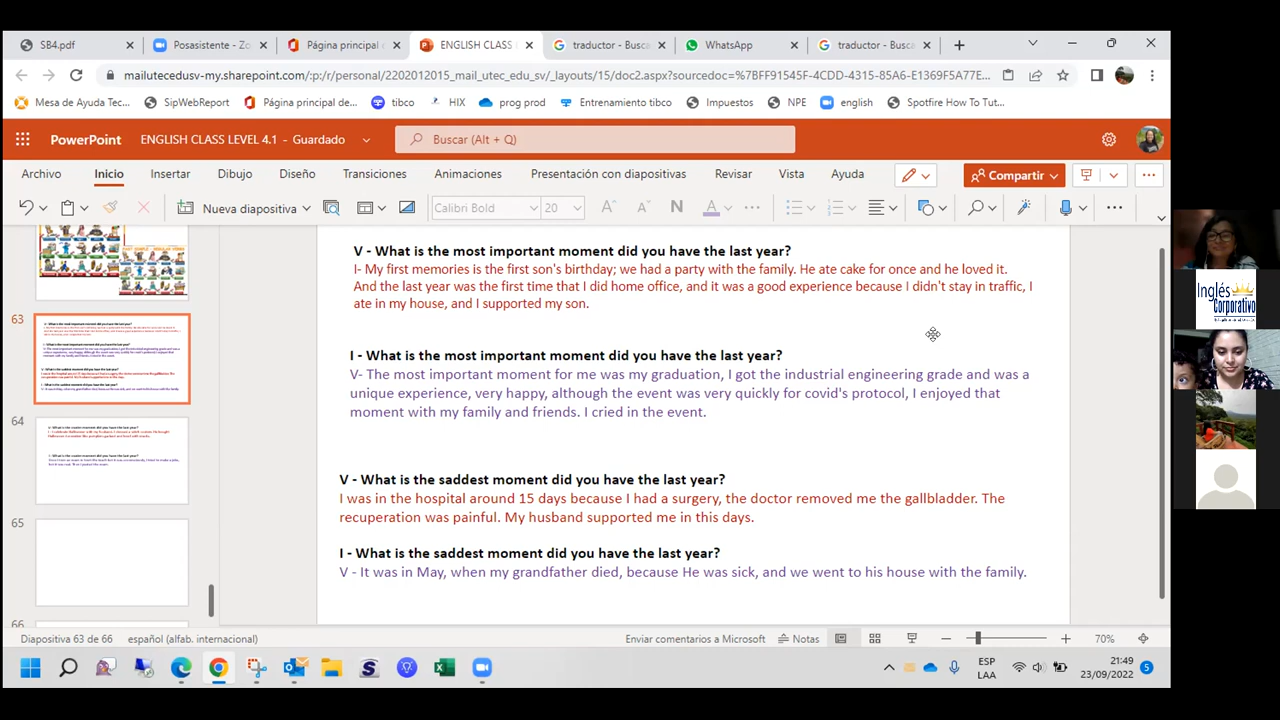 SB4.pdf
Posasistente - Zo
Página principal
ENGLISH CLASS
traductor - Busca
WhatsApp
traductor - Busca
mailutecedusv-my.sharepoint.com/:p:/r/personal/2202012015_mail_utec_edu_sv/_layouts/15/doc2.aspx?sourcedoc=%7BFF91545F-4CDD-4315-85A6-E1369F5A77E...
Mesa de Ayuda Tec...
SipWebReport
Página principal de...
tibco
HIX
prog prod
Entrenamiento tibco
Impuestos
NPE
english
Spotfire How To Tut...
PowerPoint
ENGLISH CLASS LEVEL 4.1 - Guardado
Buscar (Alt + Q)
Archivo
Inicio
Insertar
Dibujo
Diseño
Transiciones
Animaciones
Presentación con diapositivas
Revisar
Vista
Ayuda
Compartir
Nueva diapositiva
Calibri Bold
20
V - What is the most important moment did you have the last year?
I- My first memories is the first son's birthday; we had a party with the family. He ate cake for once and he loved it.
And the last year was the first time that I did home office, and it was a good experience because I didn't stay in traffic, I
ate in my house, and I supported my son.
I - What is the most important moment did you have the last year?
V- The most important moment for me was my graduation, I got the industrial engineering grade and was a
unique experience, very happy, although the event was very quickly for covid's protocol, I enjoyed that
moment with my family and friends. I cried in the event.
V - What is the saddest moment did you have the last year?
I was in the hospital around 15 days because I had a surgery, the doctor removed me the gallbladder. The
recuperation was painful. My husband supported me in this days.
I - What is the saddest moment did you have the last year?
V - It was in May, when my grandfather died, because He was sick, and we went to his house with the family.
63
64
65
66
Inglés
Corporativo
Diapositiva 63 de 66
español (alfab. internacional)
Enviar comentarios a Microsoft
Notas
70%
ESP
LAA
21:49
23/09/2022
5